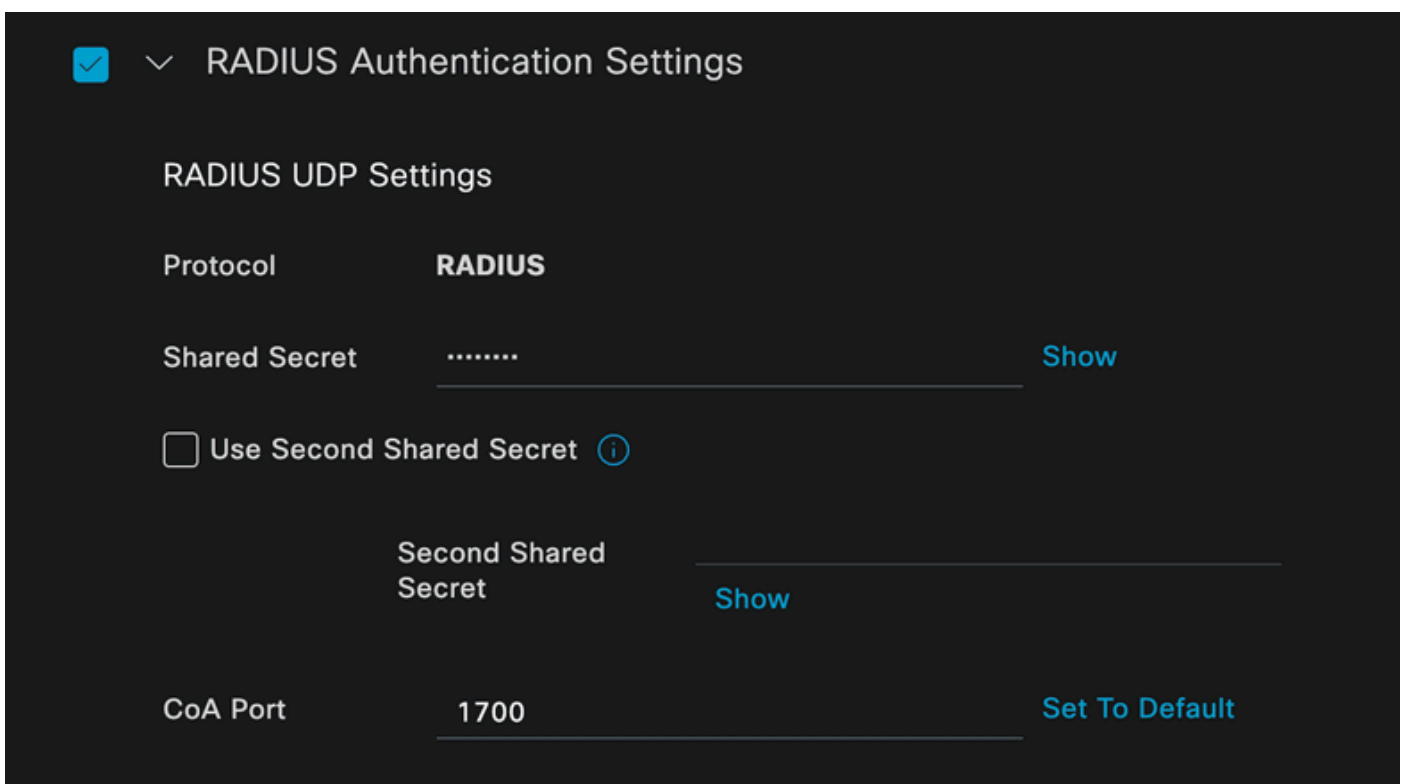 RADIUS Authentication Settings
RADIUS UDP Settings
Protocol RADIUS
Shared Secret ········ Show
Use Second Shared Secret
Second Shared
Secret
Show
CoA Port 1700 Set To Default